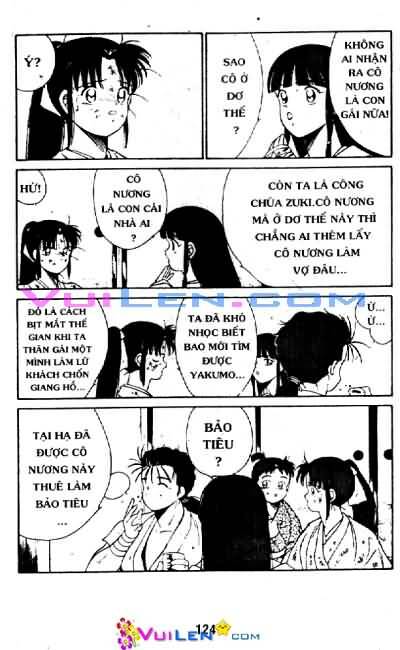 Ý?
SAO
CÔ Ở
DƠ
THẾ
?
KHÔNG
AI NHẬN
RA CÔ
NƯƠNG
LÀ CON
GÁI NỮA!
HỪ!
CÔ
NƯƠNG
LÀ CON CÁI
NHÀ AI
?
CÒN TA LÀ CÔNG
CHÚA ZUKI.CÔ NƯƠNG
MÀ Ở DƠ THẾ NÀY THÌ
CHẲNG AI THÈM LẤY
CÔ NƯƠNG LÀM
VỢ ĐÂU...
VuiLen.com
ĐÓ LÀ CÁCH
BỊT MẮT THẾ
GIAN KHI TA
THÂN GÁI MỘT
MÌNH LÀM LỮ
KHÁCH CHỐN
GIANG HỒ...
TA ĐÃ KHÓ
NHỌC BIẾT
BAO MỚI TÌM
ĐƯỢC
YAKUMO...
Ừ...
Ừ...
TẠI HẠ ĐÃ
ĐƯỢC CÔ
NƯƠNG NÀY
THUÊ LÀM
BẢO TIÊU
...
BẢO
TIÊU
?
124
VuiLen.com